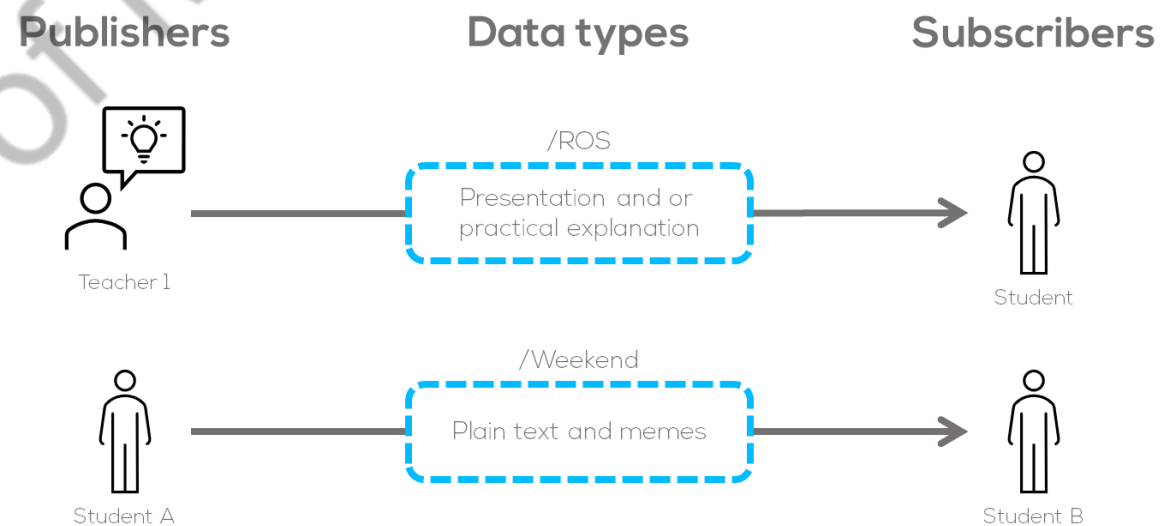 Publishers
Data types
Subscribers
/ROS
Presentation and or
practical explanation
Teacher 1
Student
/Weekend
Plain text and memes
Student A
Student B